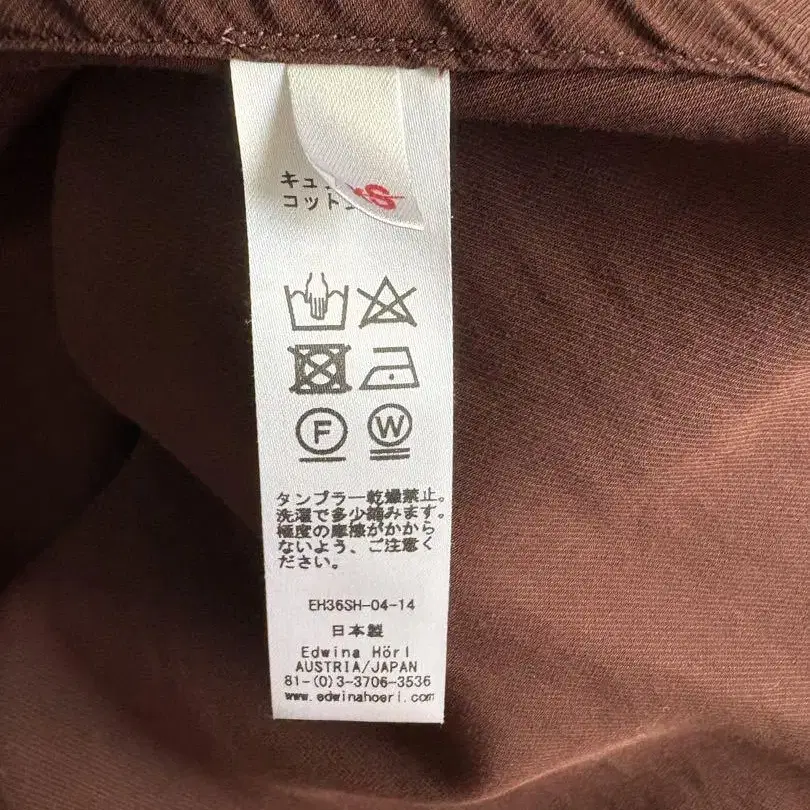 キュ
コット
S
F
W
タンブラー乾燥禁止。
洗濯で多少縮みます。
極度の摩擦がかから
ないよう、ご注意く
ださい。
EH36SH-04-14
日本製
Edwina Hörl
AUSTRIA/JAPAN
81-(0)3-3706-3536
www.edwinahoerl.com